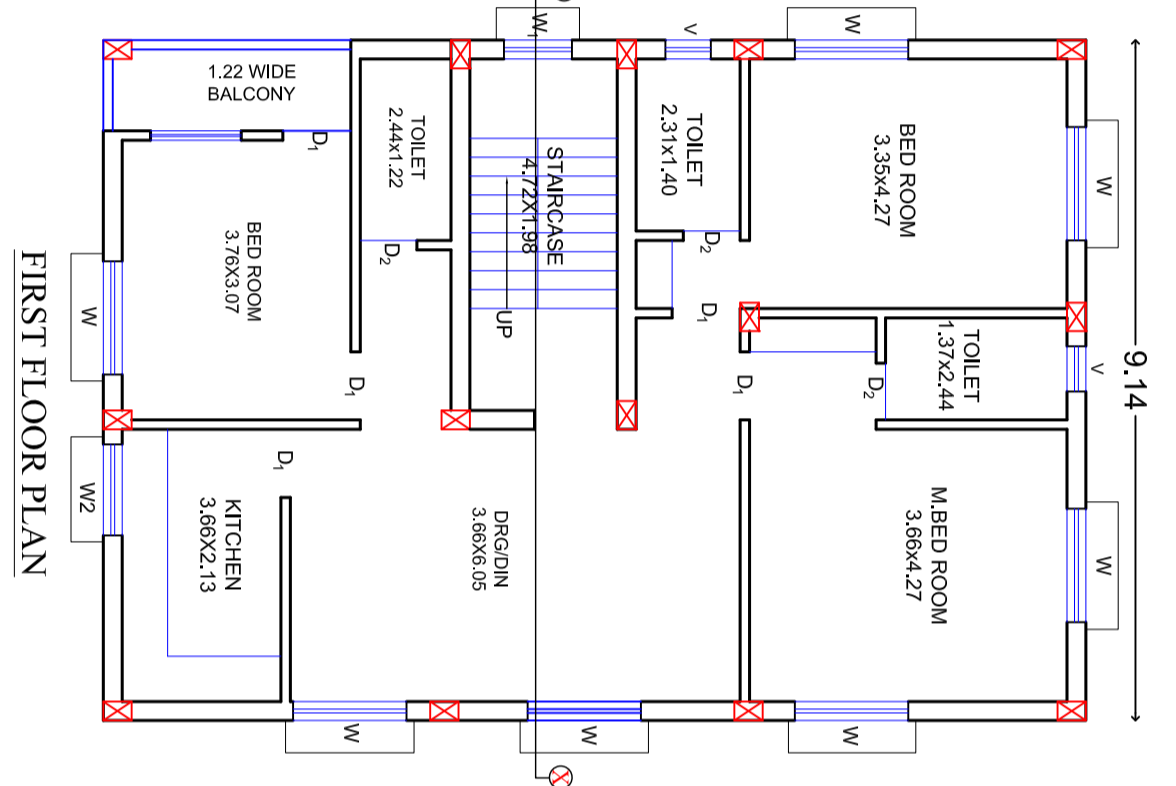 W1
V
W
1.22 WIDE
BALCONY
D1
TOILET
2.44x1.22
D2
STAIRCASE
4.72X1.98
UP
TOILET
2.31x1.40
D2
D1
BED ROOM
3.35x4.27
W
BED ROOM
3.76X3.07
D1
W
TOILET
1.37x2.44
D1
D2
V
9.14
W2
D1
KITCHEN
3.66X2.13
DRG/DIN
3.66X6.05
M.BED ROOM
3.66x4.27
W
W
W
W
X
FIRST FLOOR PLAN